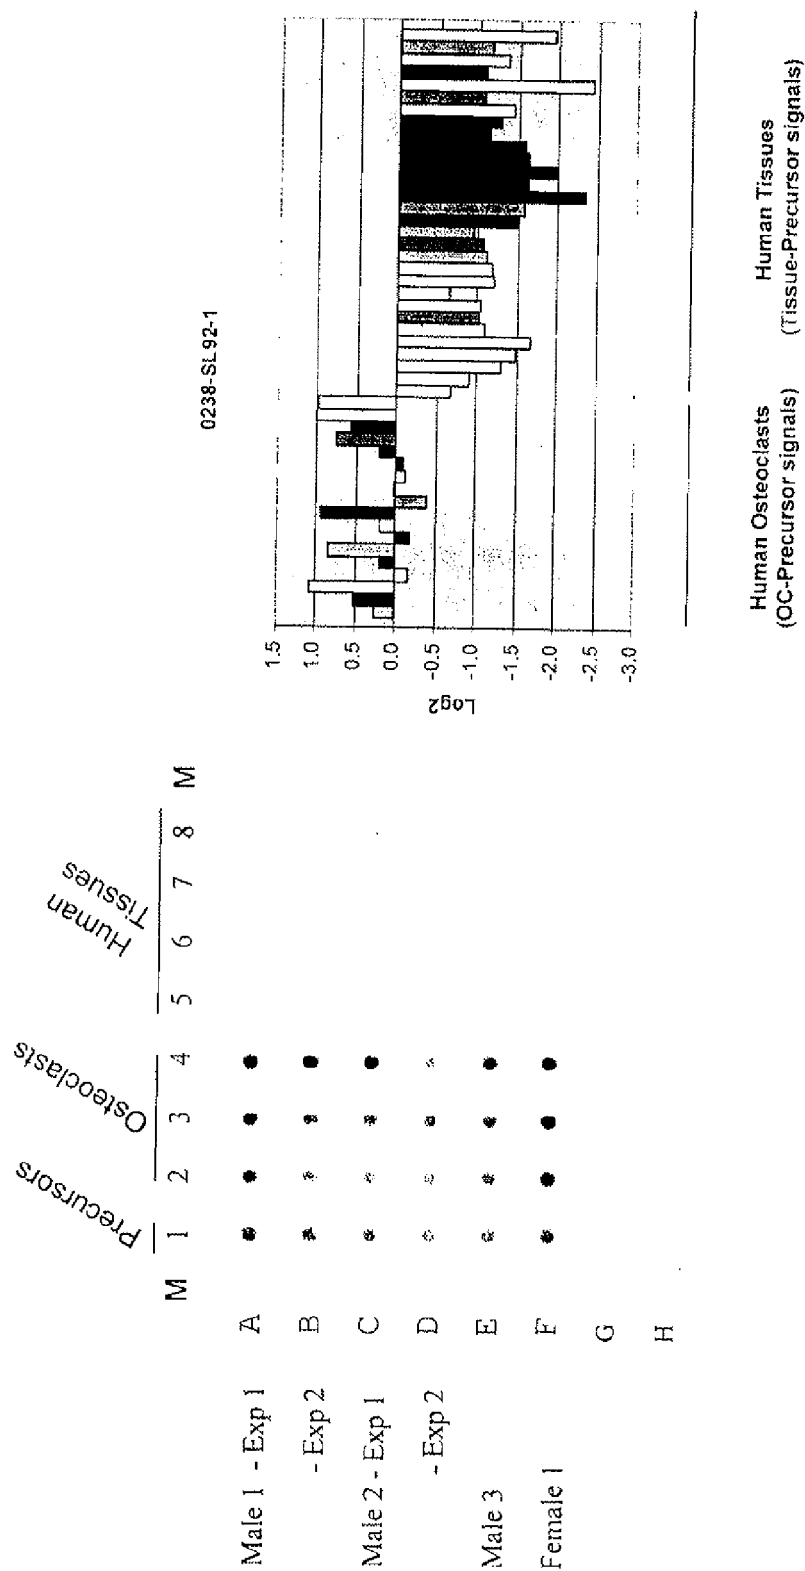 Precursors
Osteoclasts
Human
Tissues
M 1 2 3 4 5 6 7 8 M
Male 1 - Exp 1 A
- Exp 2 B
Male 2 - Exp 1 C
- Exp 2 D
Male 3 E
Female 1 F
G
H
0238-SL92-1
Log2
1.5
1.0
0.5
0.0
-0.5
-1.0
-1.5
-2.0
-2.5
-3.0
Human Osteoclasts
(OC-Precursor signals)
Human Tissues
(Tissue-Precursor signals)